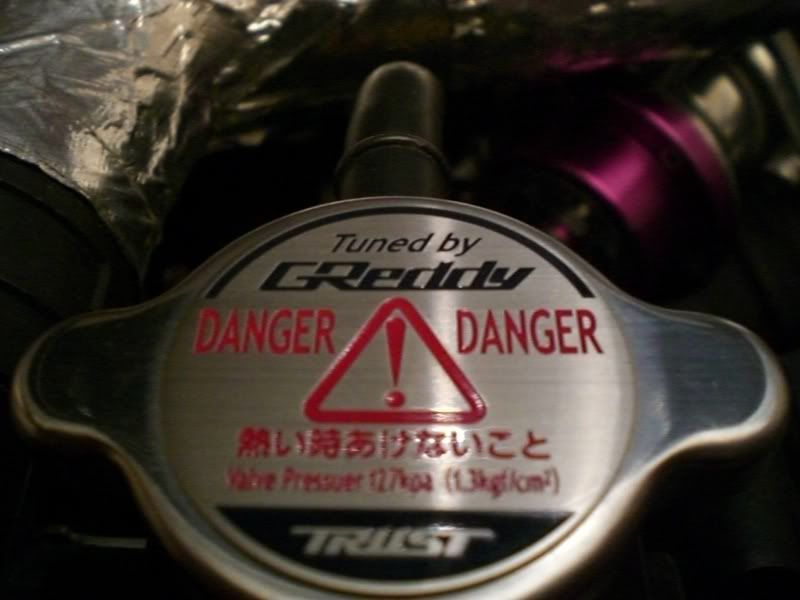 Tuned by
GReddy
DANGER DANGER
熱い時あけないこと
Valve Pressuer 127kpa (1.3kgf/cm²)
TRUST